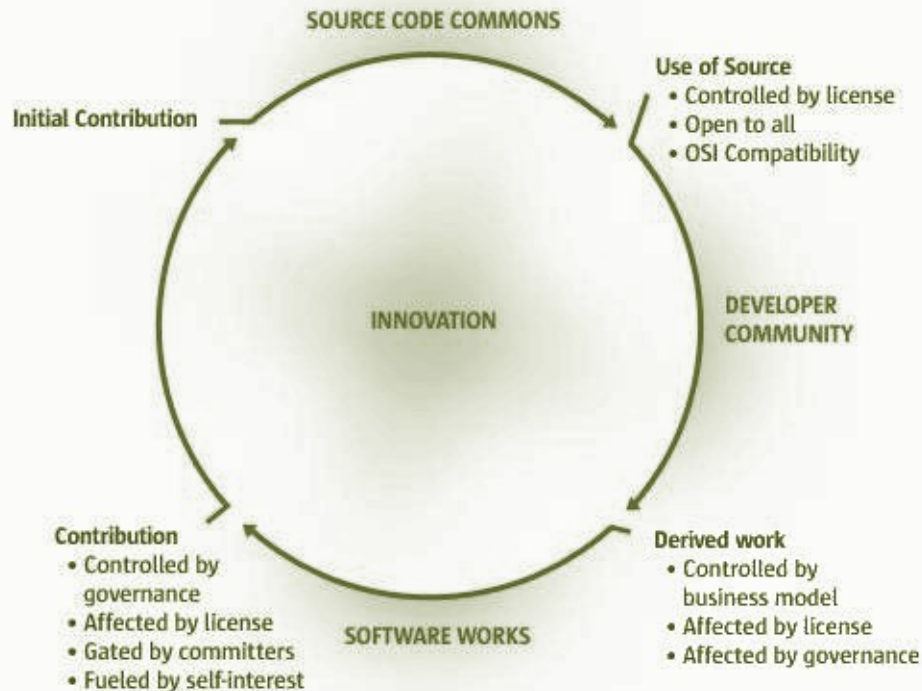 SOURCE CODE COMMONS
Initial Contribution
Use of Source
• Controlled by license
• Open to all
• OSI Compatibility
INNOVATION
DEVELOPER
COMMUNITY
Contribution
• Controlled by
governance
• Affected by license
• Gated by committers
• Fueled by self-interest
SOFTWARE WORKS
Derived work
• Controlled by
business model
• Affected by license
• Affected by governance